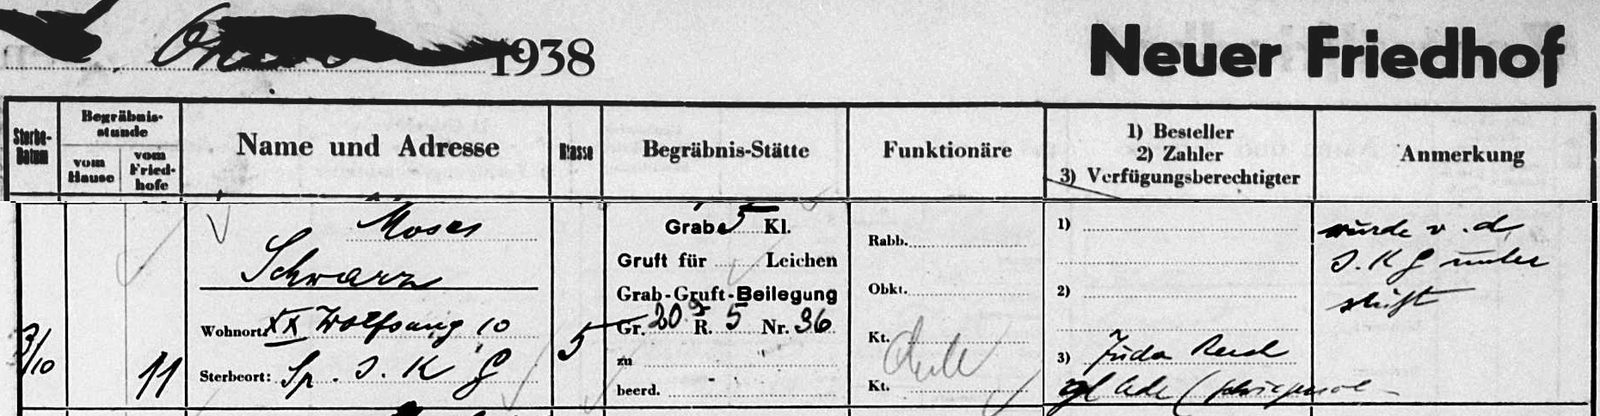 1938
Neuer Friedhof
Sterbe-
Datum
Begräbnis-
stunde
vom
Hause
vom
Fried-
hofe
Name und Adresse
Klasse
Begräbnis-Stätte
Funktionäre
1) Besteller
2) Zahler
3) Verfügungsberechtigter
Anmerkung
3/10
11
Moses
Schwarz
Wohnort: XX Wolfsaug. 10
Sterbeort: Sp. I. K G
5
Grab 5 Kl.
Gruft für Leichen
Grab-Gruft-Beilegung
Gr. 20 R. 5 Nr. 36
zu
beerd.
Rabb.
Obkt.
Kt.
Kt.
1)
2)
3) Juda
wurde v. d.
I. K G unter